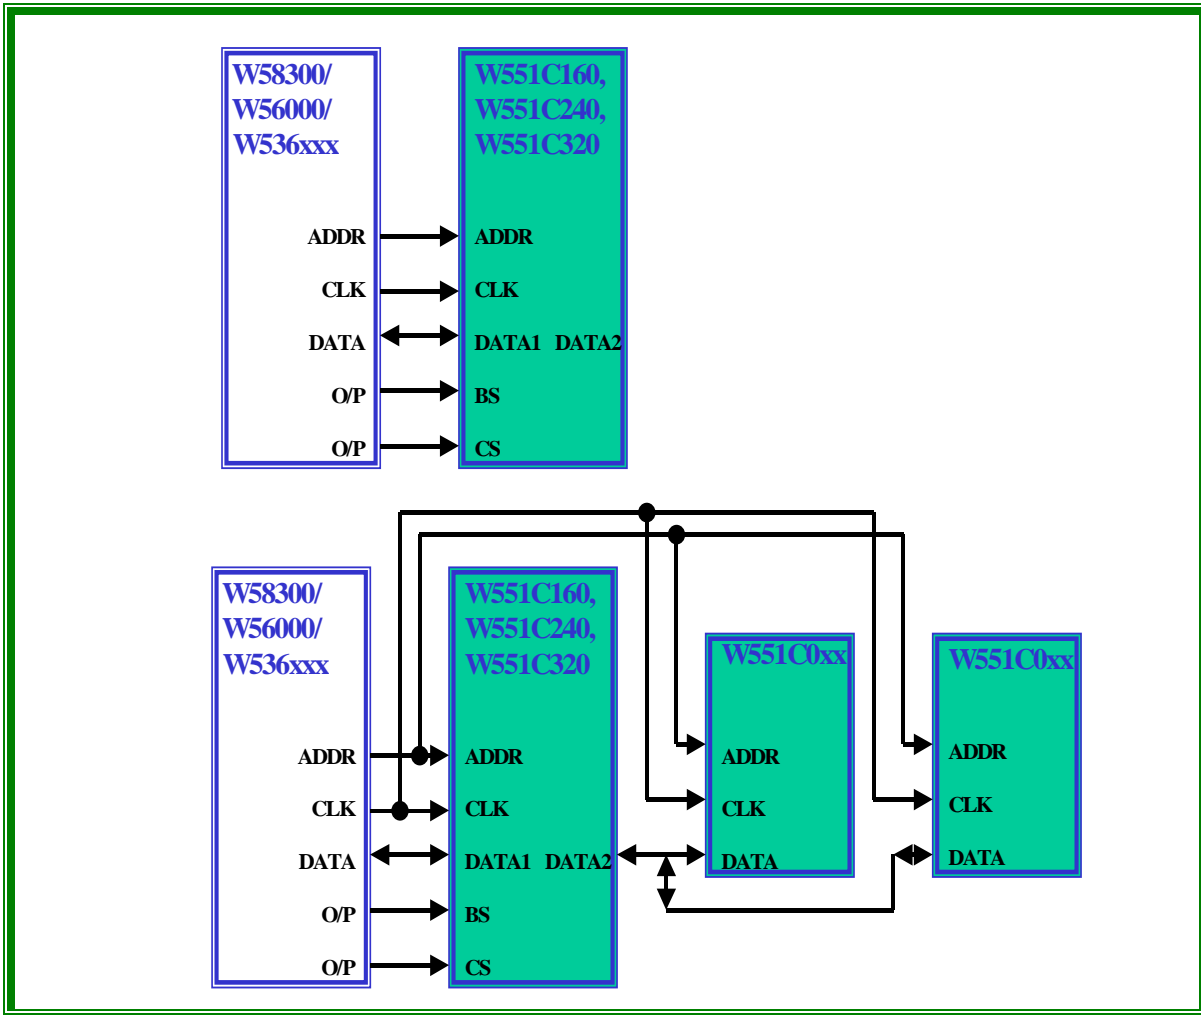 W58300/
W56000/
W536xxx
ADDR
CLK
DATA
O/P
O/P
W551C160,
W551C240,
W551C320
ADDR
CLK
DATA1 DATA2
BS
CS
W58300/
W56000/
W536xxx
ADDR
CLK
DATA
O/P
O/P
W551C160,
W551C240,
W551C320
ADDR
CLK
DATA1 DATA2
BS
CS
W551C0xx
ADDR
CLK
DATA
W551C0xx
ADDR
CLK
DATA